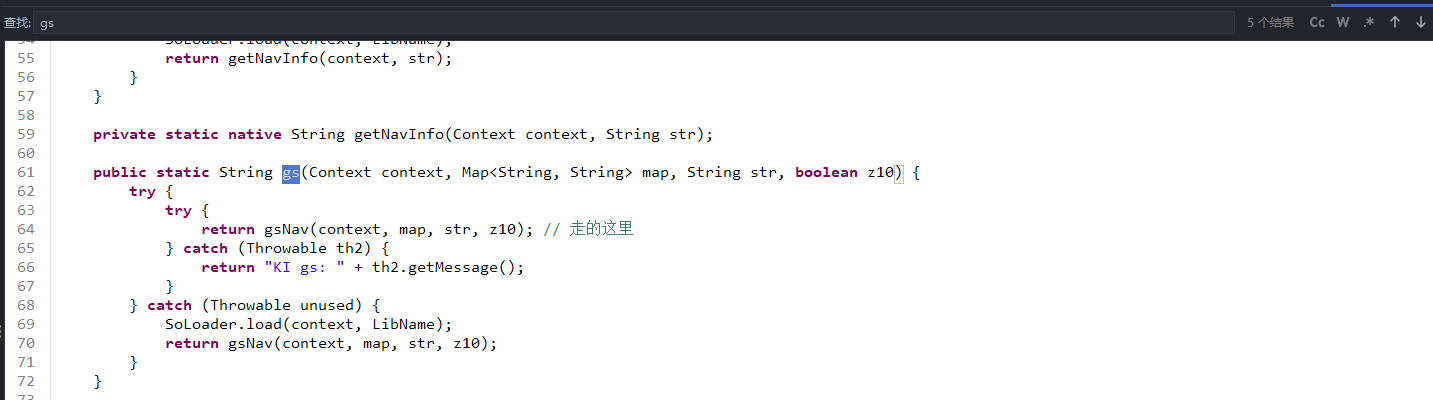 查找: gs 5 个结果 Cc W .* ↑ ↓
54 SoLoader.load(context, LibName);
55 return getNavInfo(context, str);
56 }
57 }
58
59 private static native String getNavInfo(Context context, String str);
60
61 public static String gs(Context context, Map<String, String> map, String str, boolean z10) {
62 try {
63 try {
64 return gsNav(context, map, str, z10); // 走的这里
65 } catch (Throwable th2) {
66 return "KI gs: " + th2.getMessage();
67 }
68 } catch (Throwable unused) {
69 SoLoader.load(context, LibName);
70 return gsNav(context, map, str, z10);
71 }
72 }
73